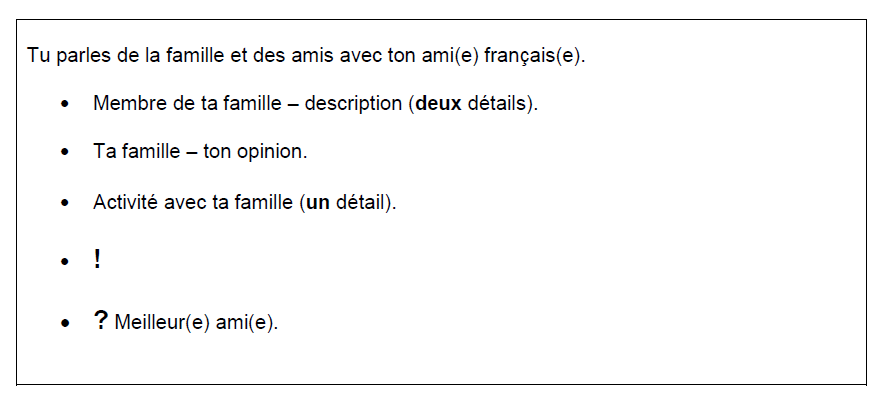 Tu parles de la famille et des amis avec ton ami(e) français(e).
• Membre de ta famille – description (deux détails).
• Ta famille – ton opinion.
• Activité avec ta famille (un détail).
• !
• ? Meilleur(e) ami(e).